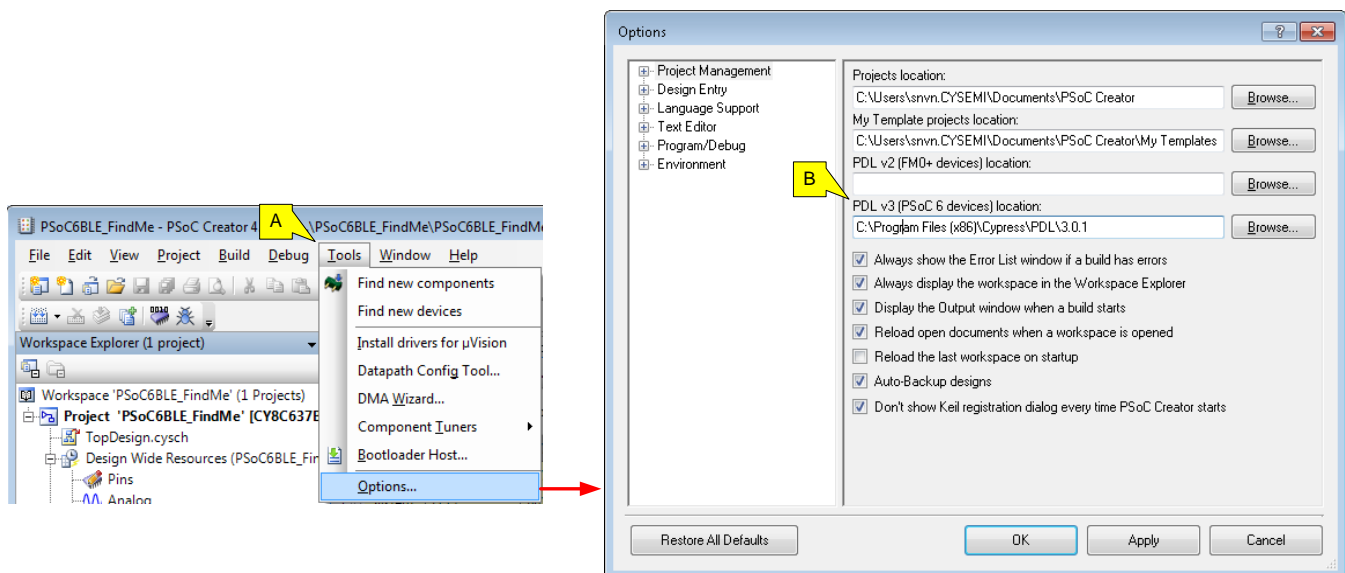 A
PSoC6BLE_FindMe - PSoC Creator 4 \PSoC6BLE_FindMe\PSoC6BLE_FindM
File Edit View Project Build Debug Tools Window Help
Find new components
Find new devices
Install drivers for µVision
Datapath Config Tool...
DMA Wizard...
Component Tuners
Bootloader Host...
Options...
Workspace Explorer (1 project)
Workspace 'PSoC6BLE_FindMe' (1 Projects)
Project 'PSoC6BLE_FindMe' [CY8C637
TopDesign.cysch
Design Wide Resources (PSoC6BLE_Fin
Pins
Analog
Options
Project Management
Design Entry
Language Support
Text Editor
Program/Debug
Environment
B
Projects location:
C:\Users\snvn.CYSEMI\Documents\PSoC Creator Browse...
My Template projects location:
C:\Users\snvn.CYSEMI\Documents\PSoC Creator\My Templates Browse...
PDL v2 (FM0+ devices) location:
Browse...
PDL v3 (PSoC 6 devices) location:
C:\Program Files (x86)\Cypress\PDL\3.0.1 Browse...
Always show the Error List window if a build has errors
Always display the workspace in the Workspace Explorer
Display the Output window when a build starts
Reload open documents when a workspace is opened
Reload the last workspace on startup
Auto-Backup designs
Don't show Keil registration dialog every time PSoC Creator starts
Restore All Defaults OK Apply Cancel